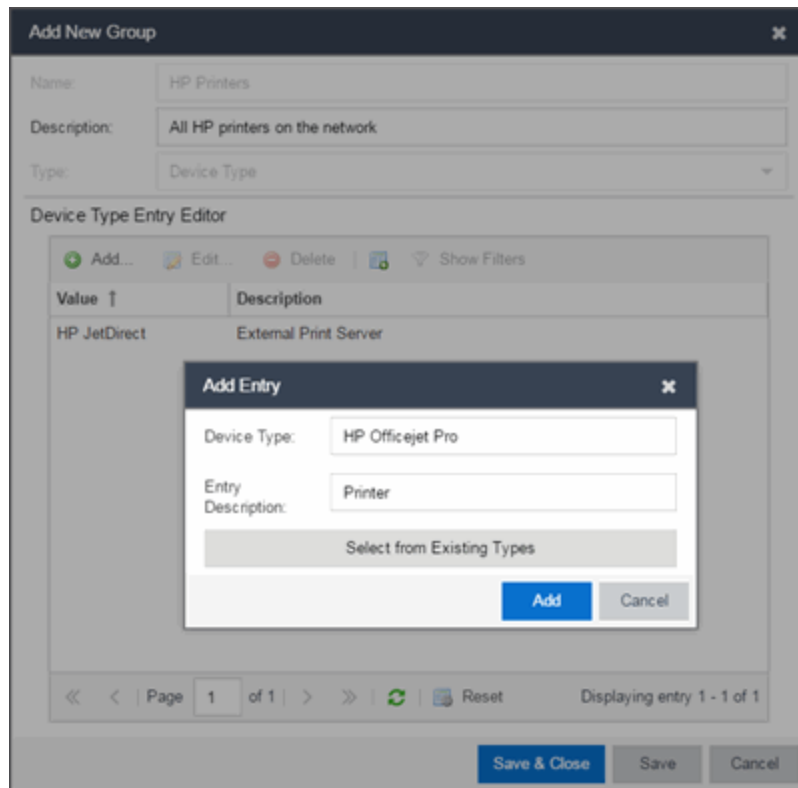 Add New Group
Name: HP Printers
Description: All HP printers on the network
Type: Device Type
Device Type Entry Editor
Add... Edit... Delete Show Filters
Value ↑ Description
HP JetDirect External Print Server
Add Entry
Device Type: HP Officejet Pro
Entry
Description: Printer
Select from Existing Types
Add Cancel
Page 1 of 1 Reset Displaying entry 1 - 1 of 1
Save & Close Save Cancel